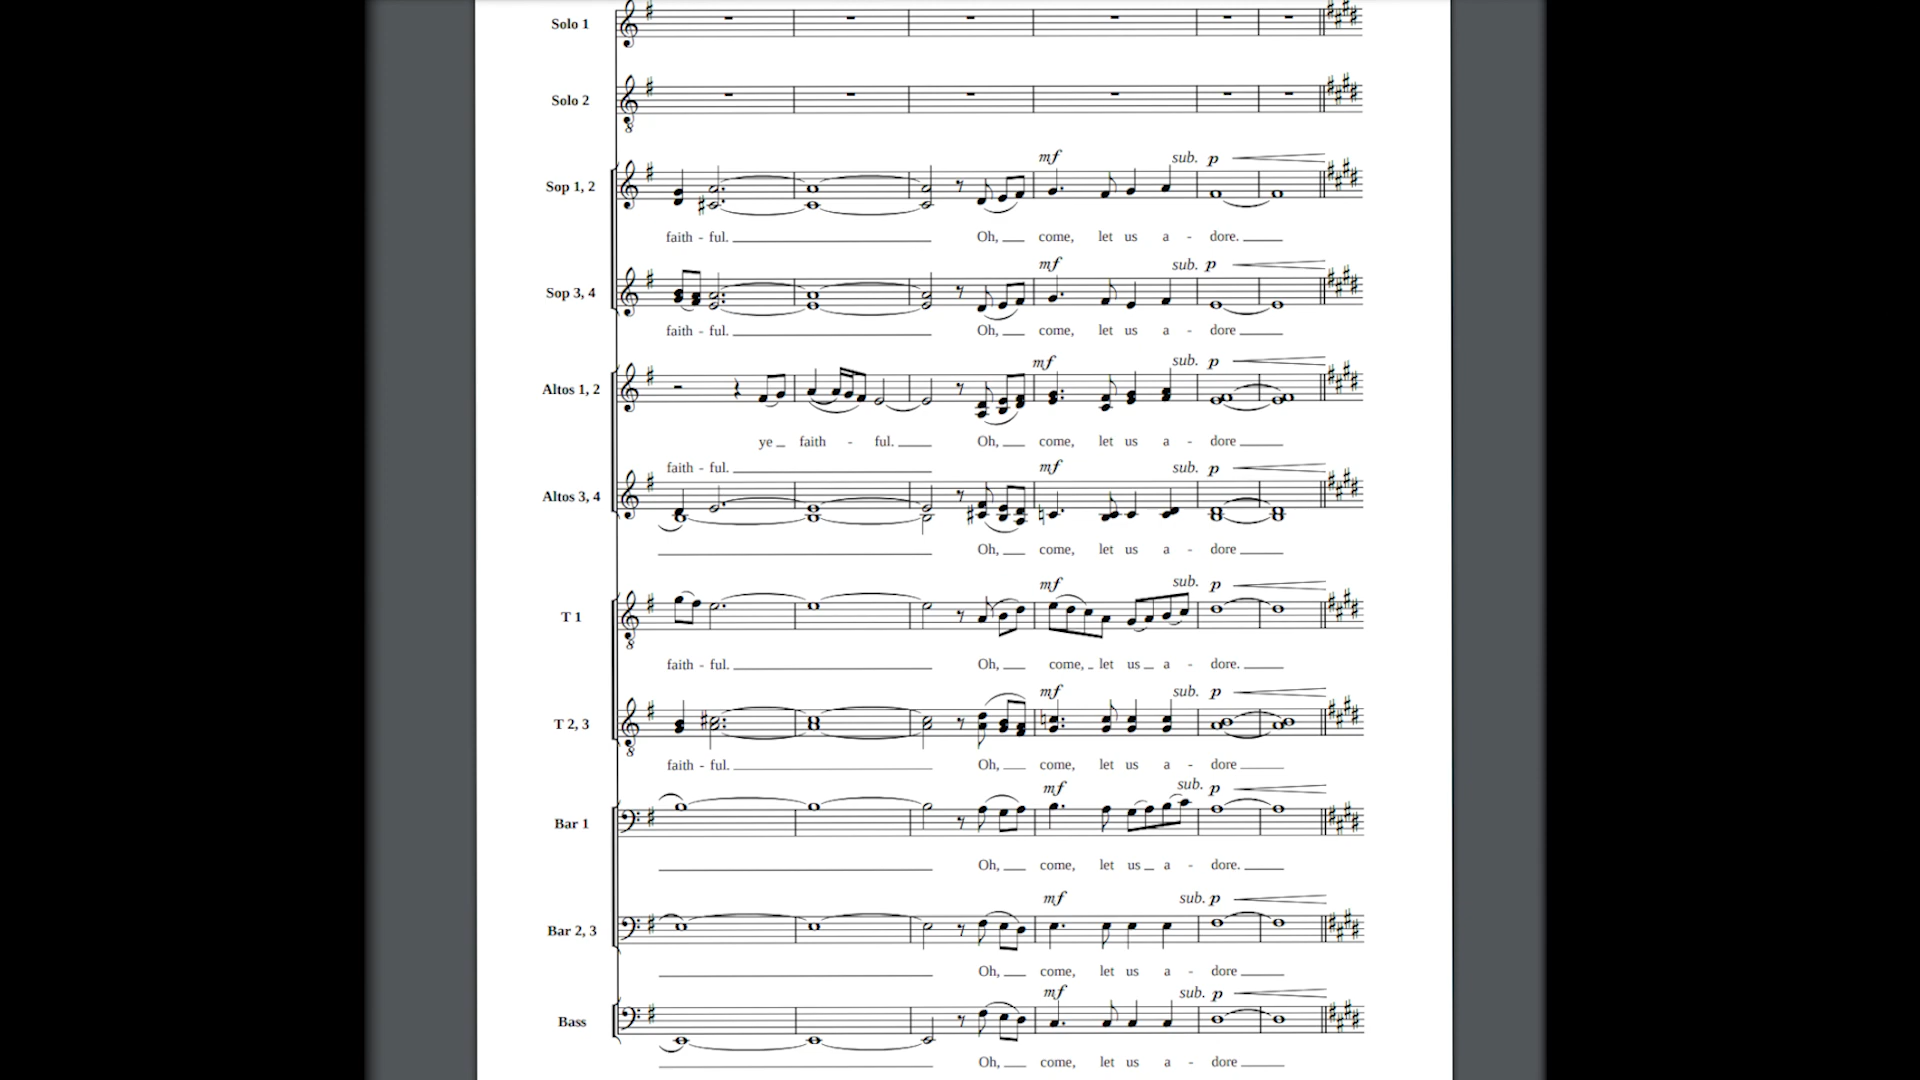 Solo 1
Solo 2
8
mf sub. p
Sop 1, 2
faith - ful. Oh, come, let us a - dore.
mf sub. p
Sop 3, 4
faith - ful. Oh, come, let us a - dore
mf sub. p
Altos 1, 2
ye faith - ful. Oh, come, let us a - dore
faith - ful. mf sub. p
Altos 3, 4
Oh, come, let us a - dore
mf sub. p
T 1
8
faith - ful. Oh, come, let us a - dore.
mf sub. p
T 2, 3
8
faith - ful. Oh, come, let us a - dore
mf sub. p
Bar 1
Oh, come, let us a - dore.
mf sub. p
Bar 2, 3
Oh, come, let us a - dore
mf sub. p
Bass
Oh, come, let us a - dore